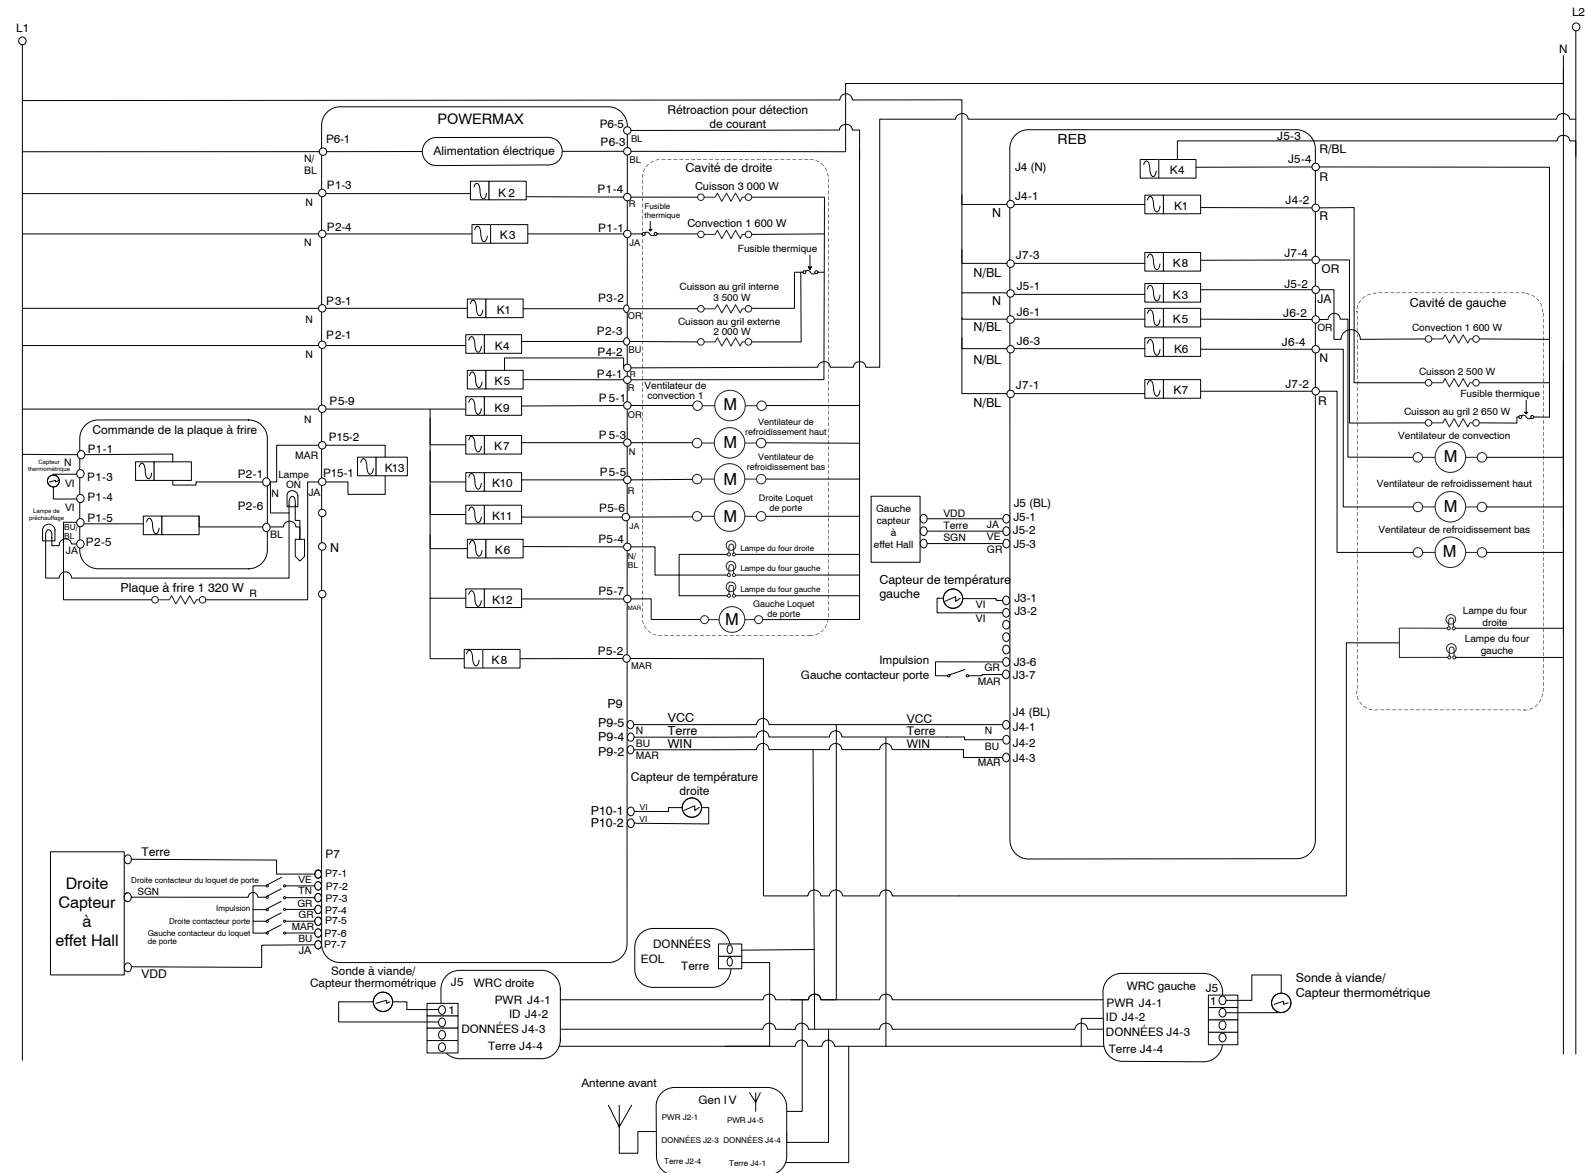 L1
L2
N
POWERMAX
P6-1
N/
BL
Alimentation électrique
P6-5
BL
P6-3
BL
Rétroaction pour détection
de courant
P1-3
N
K2
P1-4
R
P2-4
N
K3
P1-1
JA
P3-1
N
K1
P3-2
OR
P2-1
N
K4
P2-3
BU
P4-2
R
K5
P4-1
R
P5-9
N
K9
P5-1
OR
K7
P5-3
N
K10
P5-5
R
K11
P5-6
JA
K6
P5-4
N/
BL
K12
P5-7
MAR
K8
P5-2
MAR
Cavité de droite
Cuisson 3 000 W
Fusible
thermique
Convection 1 600 W
Fusible thermique
Cuisson au gril interne
3 500 W
Cuisson au gril externe
2 000 W
Ventilateur de
convection 1
M
Ventilateur de
refroidissement haut
M
Ventilateur de
refroidissement bas
M
Droite Loquet
de porte
M
Lampe du four droite
Lampe du four gauche
Lampe du four gauche
Gauche Loquet
de porte
M
Commande de la plaque à frire
P1-1
N
Capteur
thermométrique
P1-3
VI
P1-4
VI
Lampe de
préchauffage
P1-5
BU/
BL
P2-5
JA
P2-1
N
P2-6
BL
Lampe
ON
P15-2
MAR
P15-1
JA
K13
N
Plaque à frire 1 320 W
R
REB
J4 (N)
J5-3
R/BL
K4
J5-4
R
J4-1
N
K1
J4-2
R
J7-3
N/BL
K8
J7-4
OR
J5-1
N
K3
J5-2
JA
J6-1
N/BL
K5
J6-2
OR
J6-3
N/BL
K6
J6-4
N
J7-1
N/BL
K7
J7-2
R
Cavité de gauche
Convection 1 600 W
Cuisson 2 500 W
Fusible thermique
Cuisson au gril 2 650 W
Ventilateur de convection
M
Ventilateur de refroidissement haut
M
Ventilateur de refroidissement bas
M
Lampe du four
droite
Lampe du four
gauche
Gauche
capteur
à
effet Hall
VDD
Terre
SGN
JA
VE
GR
J5 (BL)
J5-1
J5-2
J5-3
Capteur de température
gauche
VI
VI
J3-1
J3-2
Impulsion
Gauche contacteur porte
GR
MAR
J3-6
J3-7
P9
P9-5
N
P9-4
BU
P9-2
MAR
VCC
Terre
WIN
VCC
Terre
WIN
N
BU
MAR
J4 (BL)
J4-1
J4-2
J4-3
Capteur de température
droite
P10-1
VI
P10-2
VI
Droite
Capteur
à
effet Hall
Terre
SGN
VDD
Droite contacteur du loquet de porte
Impulsion
Droite contacteur porte
Gauche contacteur du loquet
de porte
VE
TN
GR
GR
MAR
BU
JA
P7
P7-1
P7-2
P7-3
P7-4
P7-5
P7-6
P7-7
DONNÉES
EOL
Terre
Sonde à viande/
Capteur thermométrique
J5
WRC droite
1
PWR J4-1
ID J4-2
DONNÉES J4-3
Terre J4-4
WRC gauche
J5
PWR J4-1
1
ID J4-2
DONNÉES J4-3
Terre J4-4
Sonde à viande/
Capteur thermométrique
Antenne avant
Gen IV
PWR J2-1
PWR J4-5
DONNÉES J2-3
DONNÉES J4-4
Terre J2-4
Terre J4-1